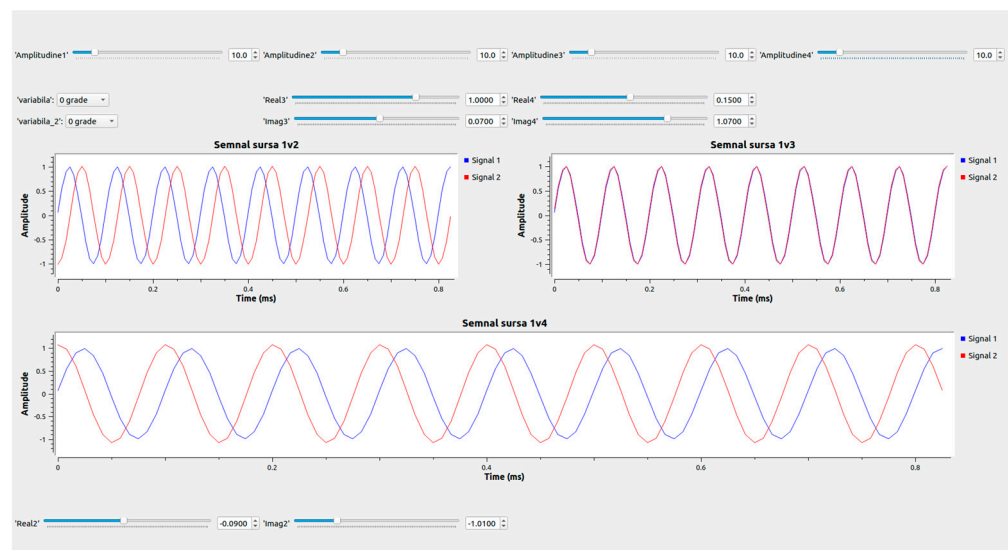 'Amplitudine1' 10.0 'Amplitudine2' 10.0 'Amplitudine3' 10.0 'Amplitudine4' 10.0
'variabila': 0 grade 'Real3' 1.0000 'Real4' 0.1500
'variabila_2': 0 grade 'Imag3' 0.0700 'Imag4' 1.0700
Semnal sursa 1v2
Signal 1
Signal 2
Amplitude
1
0.5
0
-0.5
-1
0 0.2 0.4 0.6 0.8
Time (ms)
Semnal sursa 1v3
Signal 1
Signal 2
Amplitude
1
0.5
0
-0.5
-1
0 0.2 0.4 0.6 0.8
Time (ms)
Semnal sursa 1v4
Signal 1
Signal 2
Amplitude
1
0.5
0
-0.5
-1
0 0.2 0.4 0.6 0.8
Time (ms)
'Real2' -0.0900 'Imag2' -1.0100